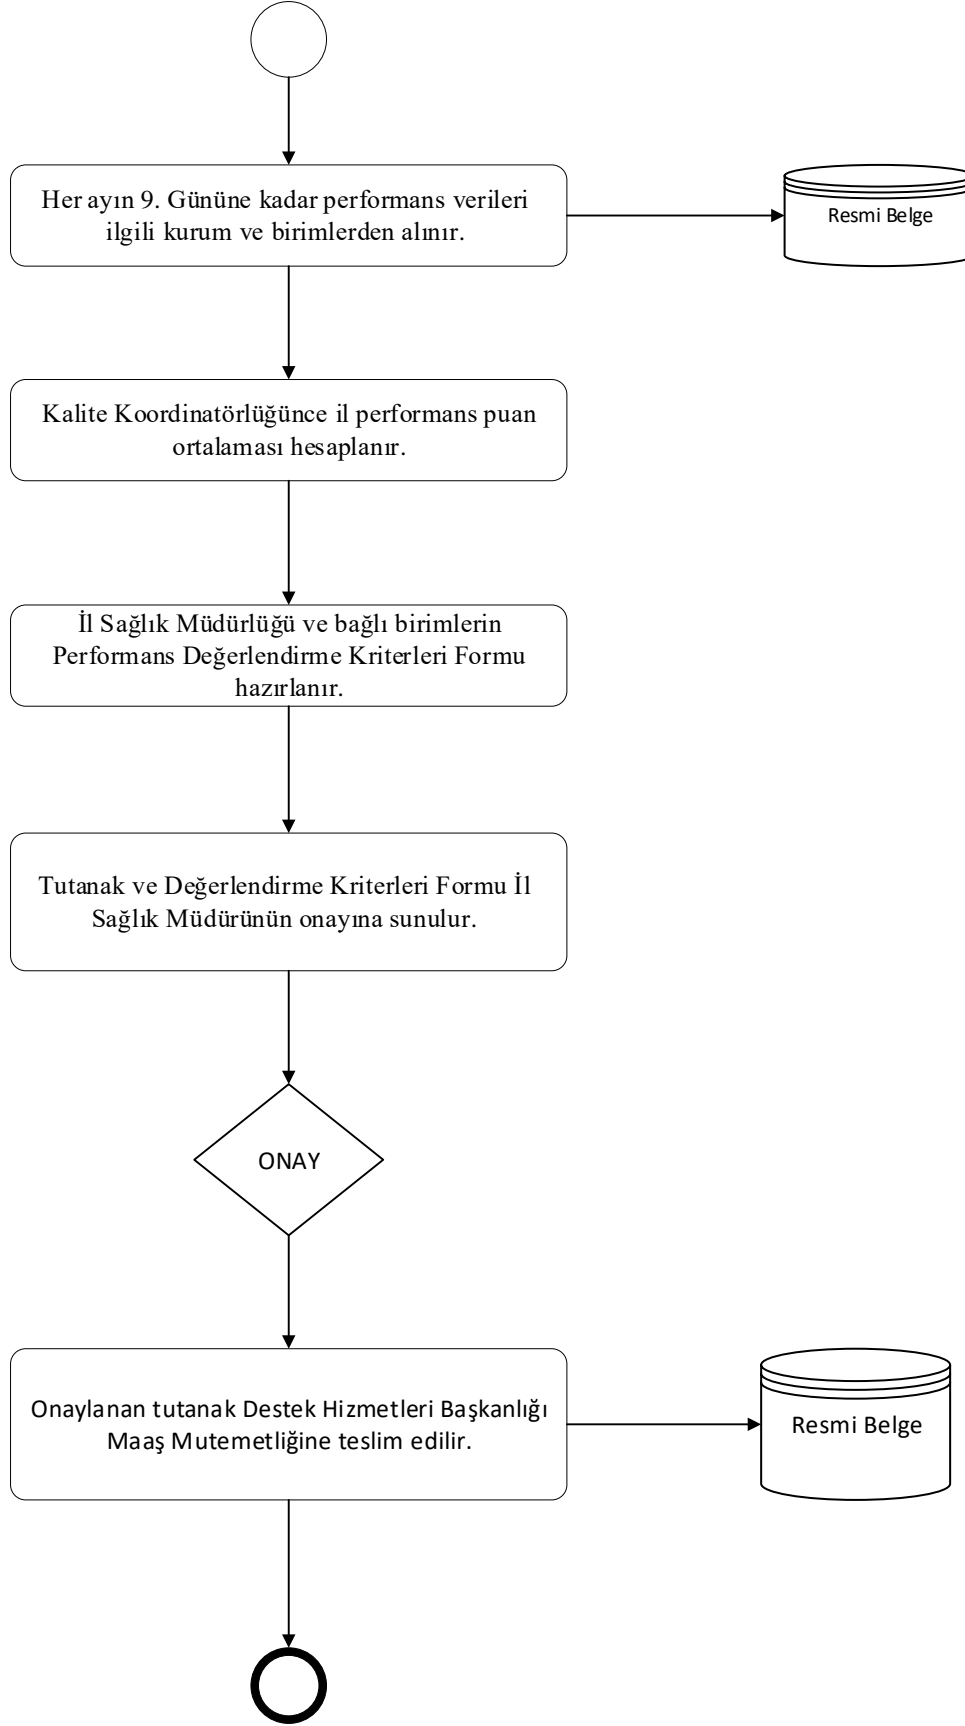 Her ayın 9. Gününe kadar performans verileri
ilgili kurum ve birimlerden alınır.
Resmi Belge
Kalite Koordinatörlüğünce il performans puan
ortalaması hesaplanır.
İl Sağlık Müdürlüğü ve bağlı birimlerin
Performans Değerlendirme Kriterleri Formu
hazırlanır.
Tutanak ve Değerlendirme Kriterleri Formu İl
Sağlık Müdürünün onayına sunulur.
ONAY
Onaylanan tutanak Destek Hizmetleri Başkanlığı
Maaş Mutemetliğine teslim edilir.
Resmi Belge